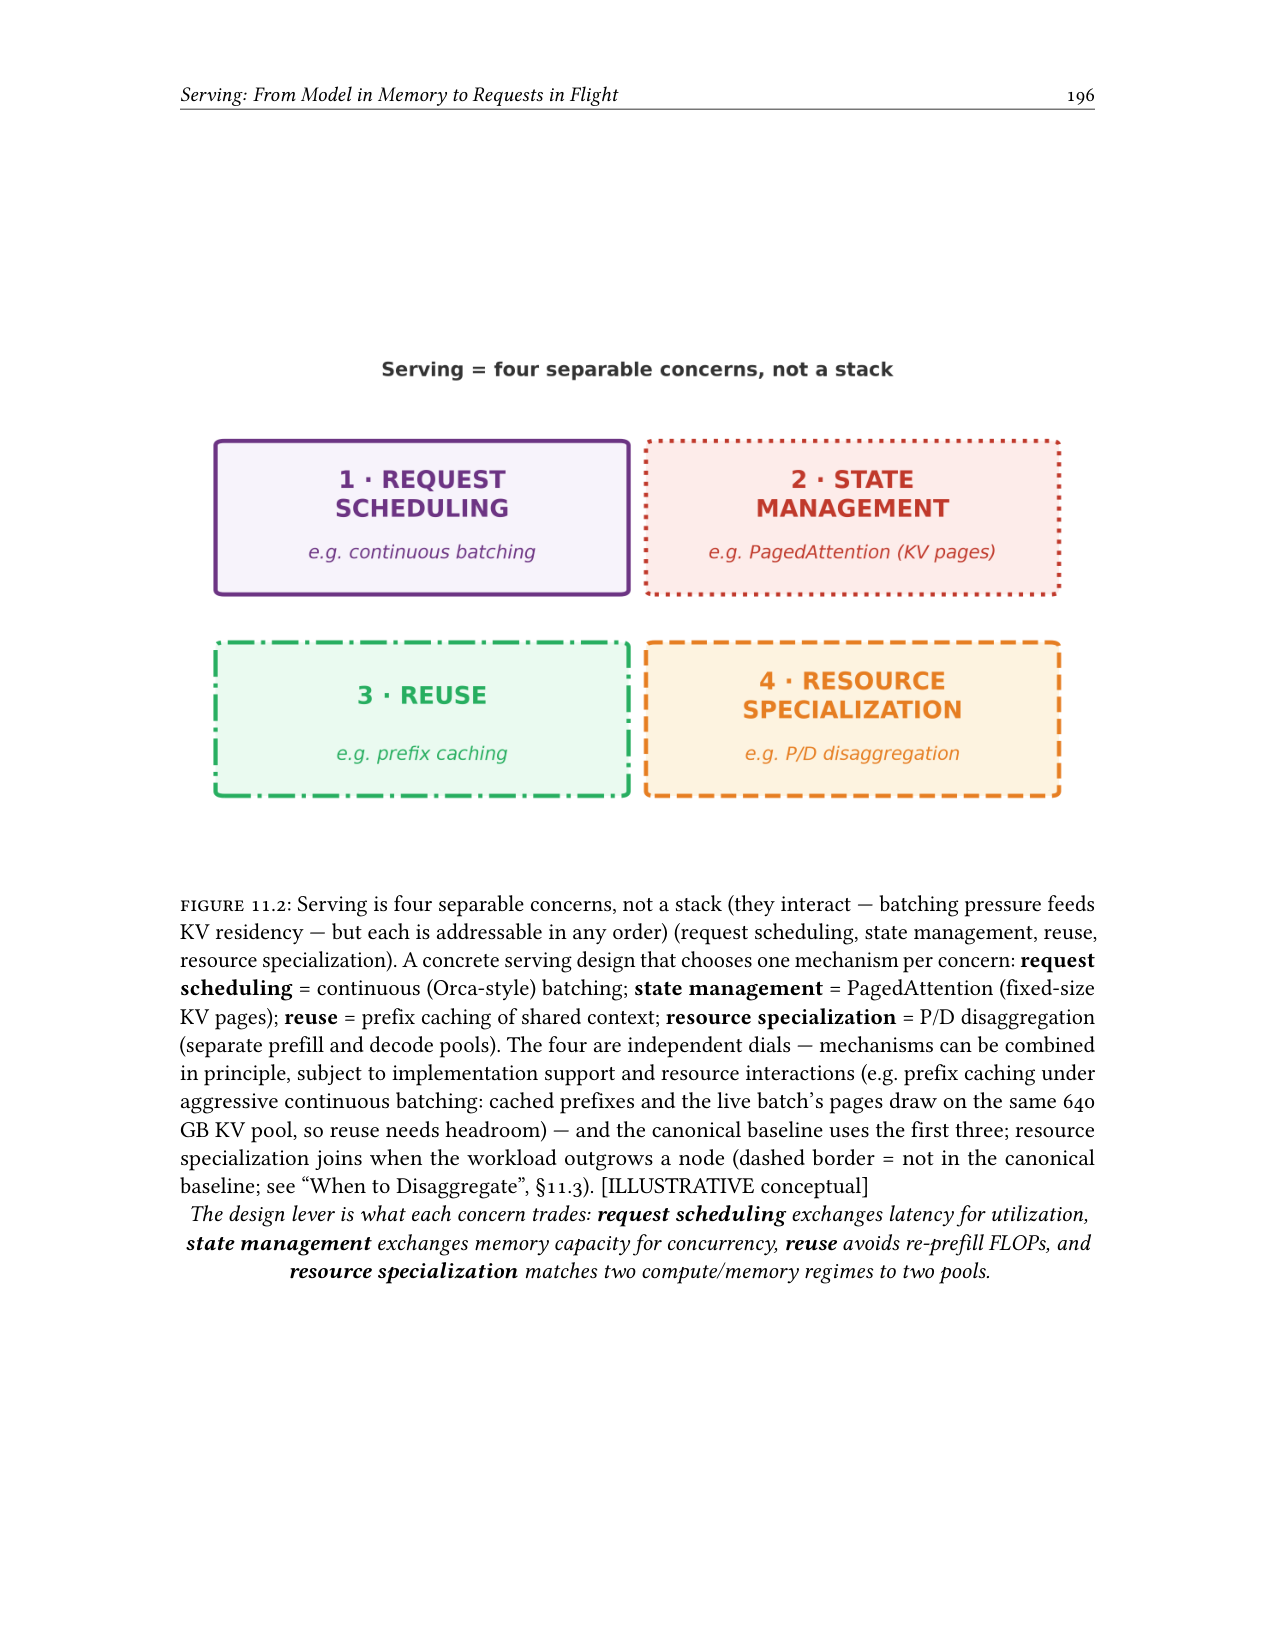 Serving: From Model in Memory to Requests in Flight 196
Serving = four separable concerns, not a stack
1 · REQUEST
SCHEDULING
e.g. continuous batching
2 · STATE
MANAGEMENT
e.g. PagedAttention (KV pages)
3 · REUSE
e.g. prefix caching
4 · RESOURCE
SPECIALIZATION
e.g. P/D disaggregation
FIGURE 11.2: Serving is four separable concerns, not a stack (they interact — batching pressure feeds
KV residency — but each is addressable in any order) (request scheduling, state management, reuse,
resource specialization). A concrete serving design that chooses one mechanism per concern: request
scheduling = continuous (Orca-style) batching; state management = PagedAttention (fixed-size
KV pages); reuse = prefix caching of shared context; resource specialization = P/D disaggregation
(separate prefill and decode pools). The four are independent dials — mechanisms can be combined
in principle, subject to implementation support and resource interactions (e.g. prefix caching under
aggressive continuous batching: cached prefixes and the live batch’s pages draw on the same 640
GB KV pool, so reuse needs headroom) — and the canonical baseline uses the first three; resource
specialization joins when the workload outgrows a node (dashed border = not in the canonical
baseline; see “When to Disaggregate”, §11.3). [ILLUSTRATIVE conceptual]
The design lever is what each concern trades: request scheduling exchanges latency for utilization,
state management exchanges memory capacity for concurrency, reuse avoids re-prefill FLOPs, and
resource specialization matches two compute/memory regimes to two pools.